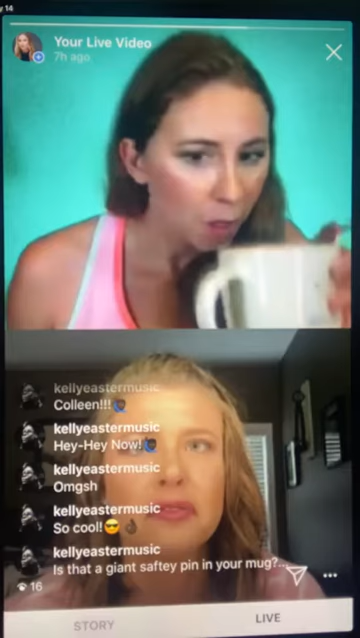 y 14
Your Live Video
7h ago
kellyeastermusic
Colleen!!!
kellyeastermusic
Hey-Hey Now!
kellyeastermusic
Omgsh
kellyeastermusic
So cool!😎👌🏿
kellyeastermusic
Is that a giant saftey pin in your mug?...
16
STORY
LIVE